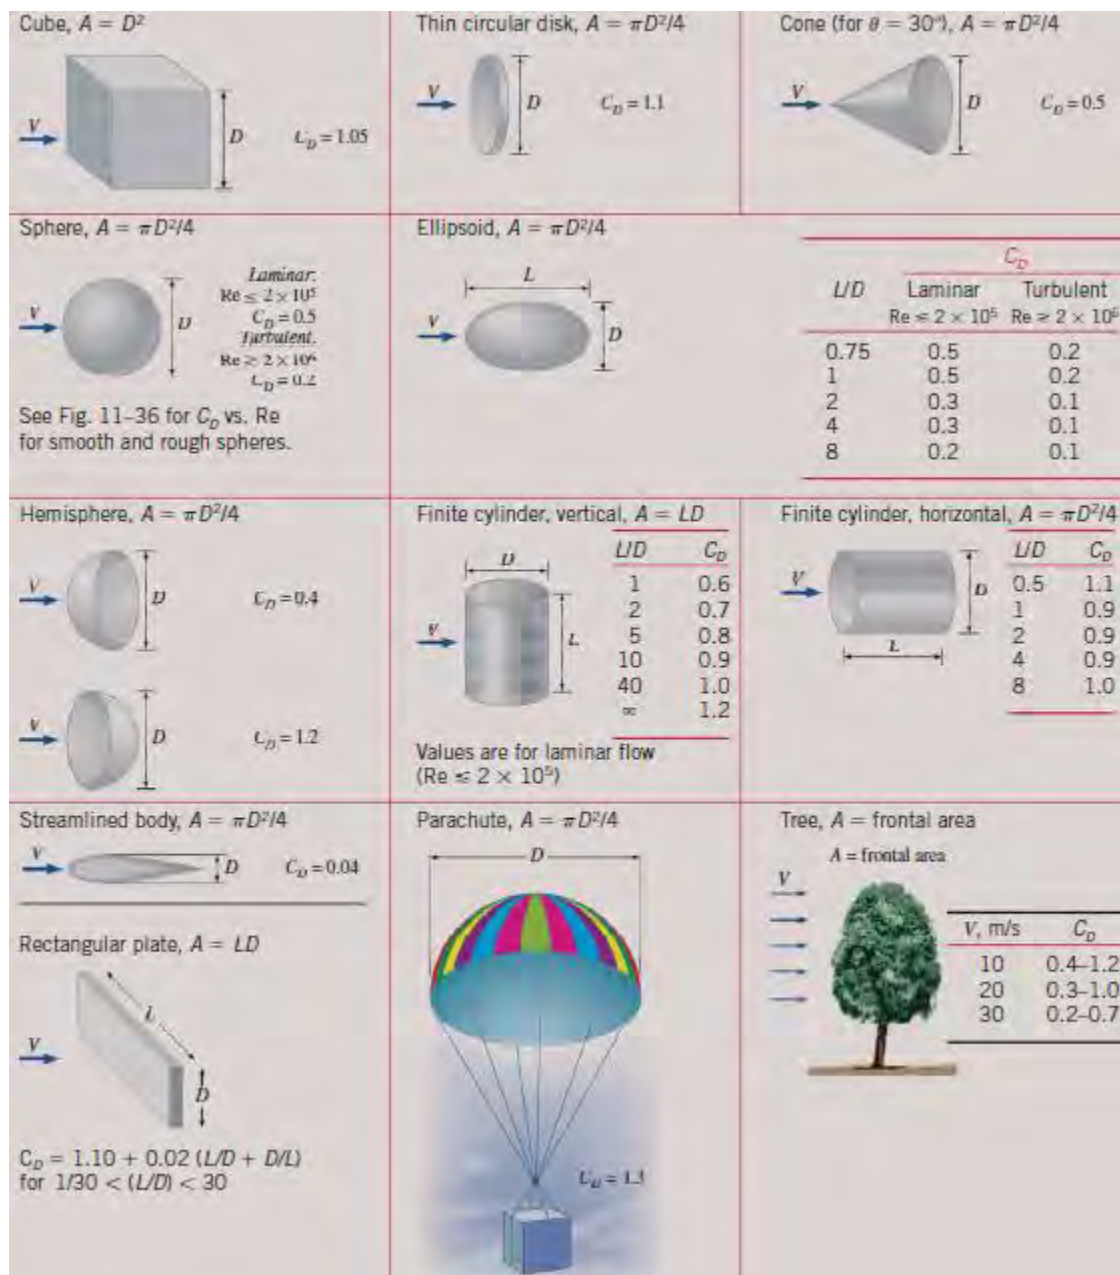 Cube, A = D²
V
D
C_D = 1.05
Thin circular disk, A = πD²/4
V
D
C_D = 1.1
Cone (for θ = 30°), A = πD²/4
V
D
C_D = 0.5
Sphere, A = πD²/4
V
D
Laminar:
Re ≤ 2 × 10⁵
C_D = 0.5
Turbulent:
Re ≥ 2 × 10⁶
C_D = 0.2
See Fig. 11–36 for C_D vs. Re
for smooth and rough spheres.
Ellipsoid, A = πD²/4
L
V
D
C_D
L/D Laminar Turbulent
Re ≤ 2 × 10⁵ Re ≥ 2 × 10⁶
0.75 0.5 0.2
1 0.5 0.2
2 0.3 0.1
4 0.3 0.1
8 0.2 0.1
Hemisphere, A = πD²/4
V
D
C_D = 0.4
V
D
C_D = 1.2
Finite cylinder, vertical, A = LD
D
V
L
L/D C_D
1 0.6
2 0.7
5 0.8
10 0.9
40 1.0
∞ 1.2
Values are for laminar flow
(Re ≤ 2 × 10⁵)
Finite cylinder, horizontal, A = πD²/4
V
D
L
L/D C_D
0.5 1.1
1 0.9
2 0.9
4 0.9
8 1.0
Streamlined body, A = πD²/4
V
D
C_D = 0.04
Rectangular plate, A = LD
L
V
D
C_D = 1.10 + 0.02 (L/D + D/L)
for 1/30 < (L/D) < 30
Parachute, A = πD²/4
D
C_D = 1.3
Tree, A = frontal area
A = frontal area
V
V, m/s C_D
10 0.4–1.2
20 0.3–1.0
30 0.2–0.7